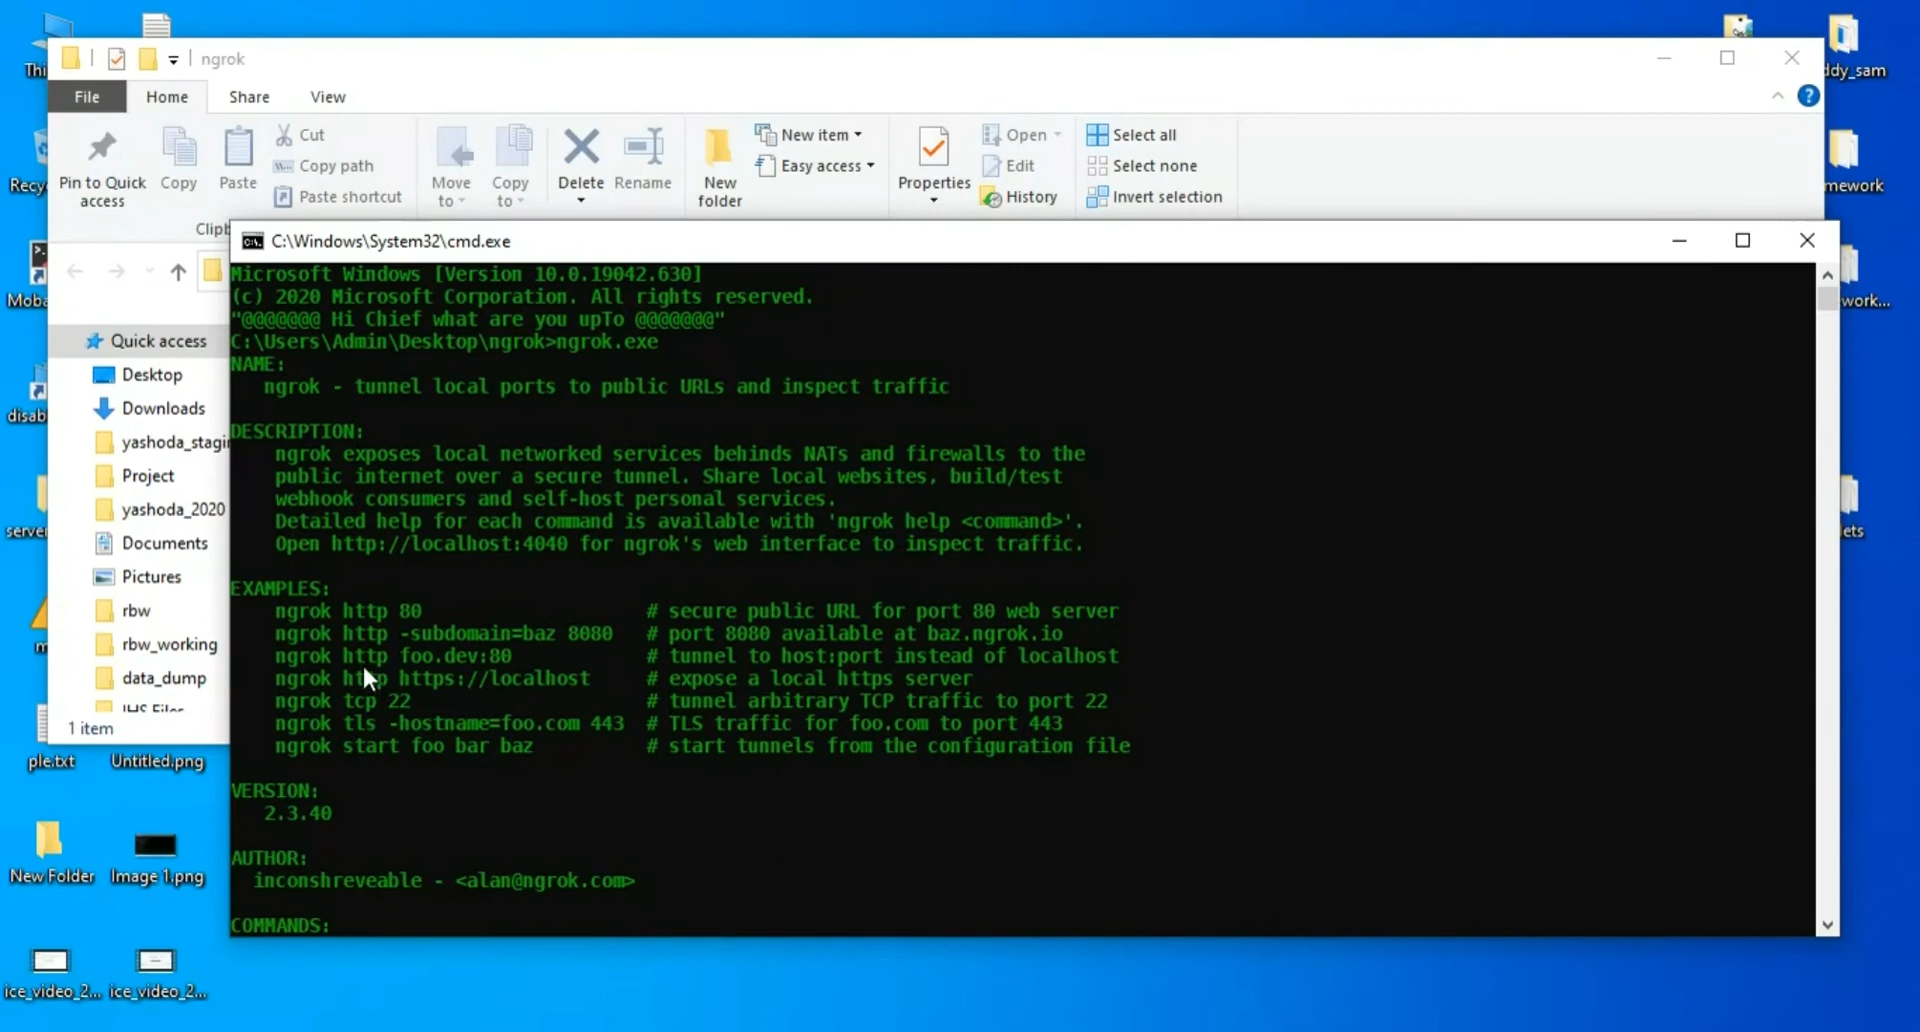 ngrok
File Home Share View
Pin to Quick access
Copy
Paste
Cut
Copy path
Paste shortcut
Move to
Copy to
Delete
Rename
New folder
New item
Easy access
Properties
Open
Edit
History
Select all
Select none
Invert selection
C:\Windows\System32\cmd.exe
Microsoft Windows [Version 10.0.19042.630]
(c) 2020 Microsoft Corporation. All rights reserved.
"@@@@@@@ Hi Chief what are you upTo @@@@@@@"
C:\Users\Admin\Desktop\ngrok>ngrok.exe
NAME:
ngrok - tunnel local ports to public URLs and inspect traffic
DESCRIPTION:
ngrok exposes local networked services behinds NATs and firewalls to the
public internet over a secure tunnel. Share local websites, build/test
webhook consumers and self-host personal services.
Detailed help for each command is available with 'ngrok help <command>'.
Open http://localhost:4040 for ngrok's web interface to inspect traffic.
EXAMPLES:
ngrok http 80 # secure public URL for port 80 web server
ngrok http -subdomain=baz 8080 # port 8080 available at baz.ngrok.io
ngrok http foo.dev:80 # tunnel to host:port instead of localhost
ngrok http https://localhost # expose a local https server
ngrok tcp 22 # tunnel arbitrary TCP traffic to port 22
ngrok tls -hostname=foo.com 443 # TLS traffic for foo.com to port 443
ngrok start foo bar baz # start tunnels from the configuration file
VERSION:
2.3.40
AUTHOR:
inconshreveable - <alan@ngrok.com>
COMMANDS:
Quick access
Desktop
Downloads
yashoda_stagi
Project
yashoda_2020
Documents
Pictures
rbw
rbw_working
data_dump
1 item
Thi
Recy
Moba
disab
server
ple.txt
Untitled.png
New Folder
Image 1.png
ice_video_2...
ice_video_2...
ddy_sam
mework
work...
lets
Clipb